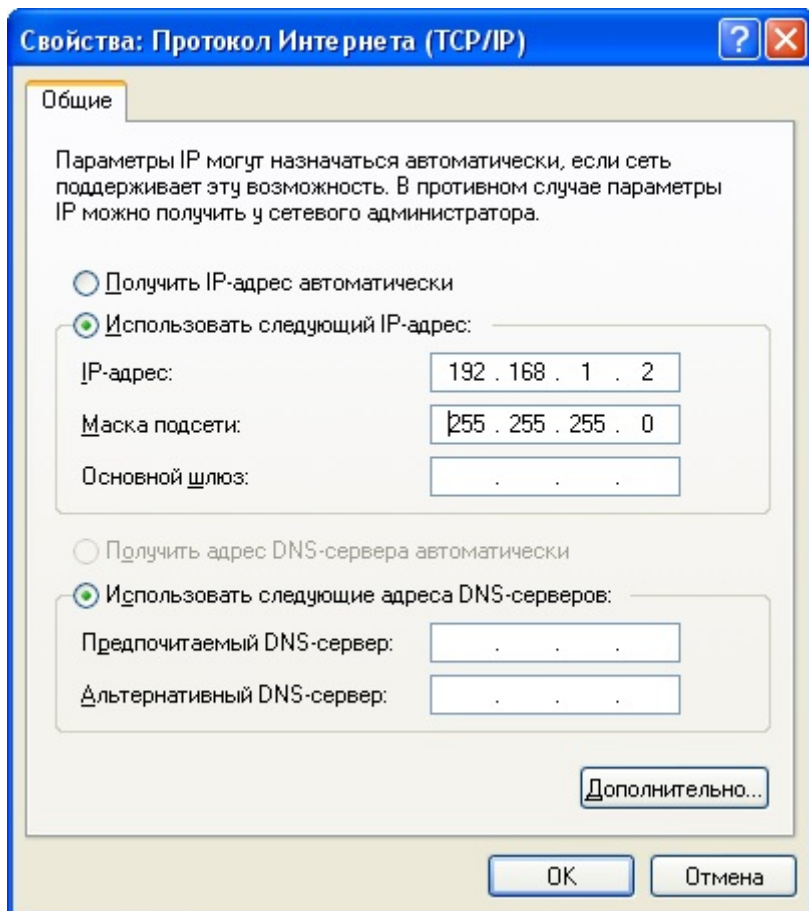 Свойства: Протокол Интернета (TCP/IP)
?
Общие
Параметры IP могут назначаться автоматически, если сеть
поддерживает эту возможность. В противном случае параметры
IP можно получить у сетевого администратора.
Получить IP-адрес автоматически
Использовать следующий IP-адрес:
IP-адрес: 192 . 168 . 1 . 2
Маска подсети: 255 . 255 . 255 . 0
Основной шлюз: . . .
Получить адрес DNS-сервера автоматически
Использовать следующие адреса DNS-серверов:
Предпочитаемый DNS-сервер: . . .
Альтернативный DNS-сервер: . . .
Дополнительно...
OK Отмена